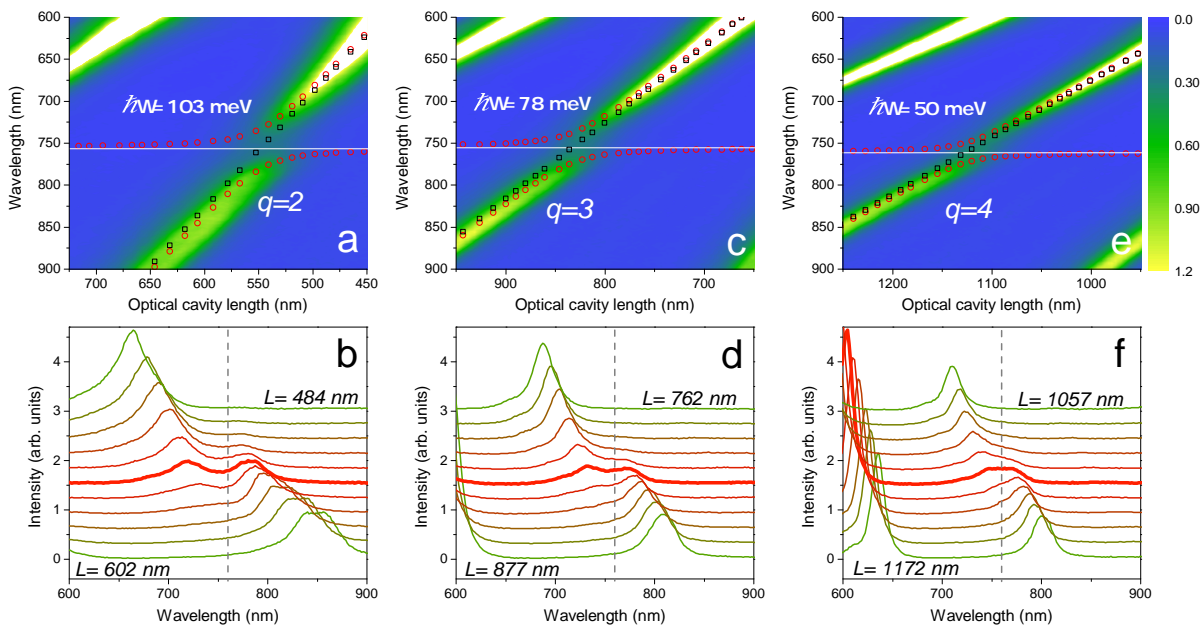 600
650
700
750
800
850
900
Wavelength (nm)
ℏW= 103 meV
q=2
a
700 650 600 550 500 450
Optical cavity length (nm)
600
650
700
750
800
850
900
Wavelength (nm)
ℏW= 78 meV
q=3
c
900 800 700
Optical cavity length (nm)
600
650
700
750
800
850
900
Wavelength (nm)
ℏW= 50 meV
q=4
e
1200 1100 1000
Optical cavity length (nm)
0.0
0.30
0.60
0.90
1.2
4
3
2
1
0
Intensity (arb. units)
b
L= 484 nm
L= 602 nm
600 700 800 900
Wavelength (nm)
4
3
2
1
0
Intensity (arb. units)
d
L= 762 nm
L= 877 nm
600 700 800 900
Wavelength (nm)
4
3
2
1
0
Intensity (arb. units)
f
L= 1057 nm
L= 1172 nm
600 700 800 900
Wavelength (nm)